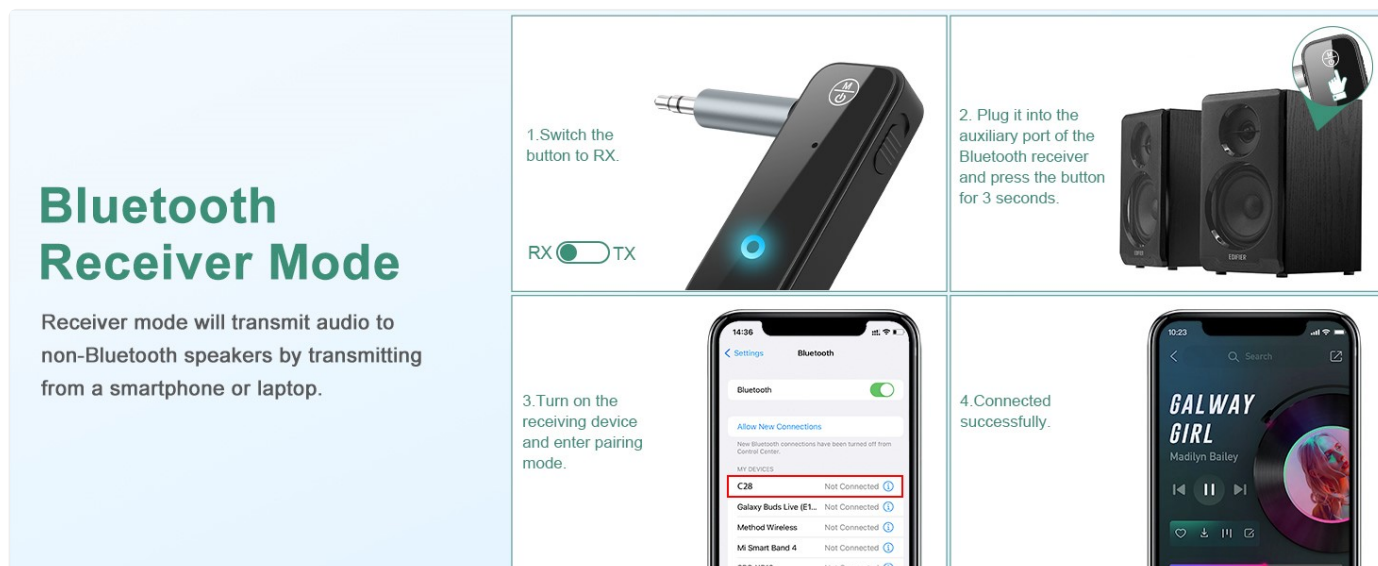 Bluetooth
Receiver Mode
Receiver mode will transmit audio to
non-Bluetooth speakers by transmitting
from a smartphone or laptop.
1.Switch the
button to RX.
RX TX
M
2. Plug it into the
auxiliary port of the
Bluetooth receiver
and press the button
for 3 seconds.
EDIFIER
EDIFIER
3.Turn on the
receiving device
and enter pairing
mode.
14:36
Settings Bluetooth
Bluetooth
Allow New Connections
New Bluetooth connections have been turned off from
Control Center.
MY DEVICES
C28 Not Connected
Galaxy Buds Live (E1... Not Connected
Method Wireless Not Connected
Mi Smart Band 4 Not Connected
4.Connected
successfully.
10:23
Search
GALWAY
GIRL
Madilyn Bailey